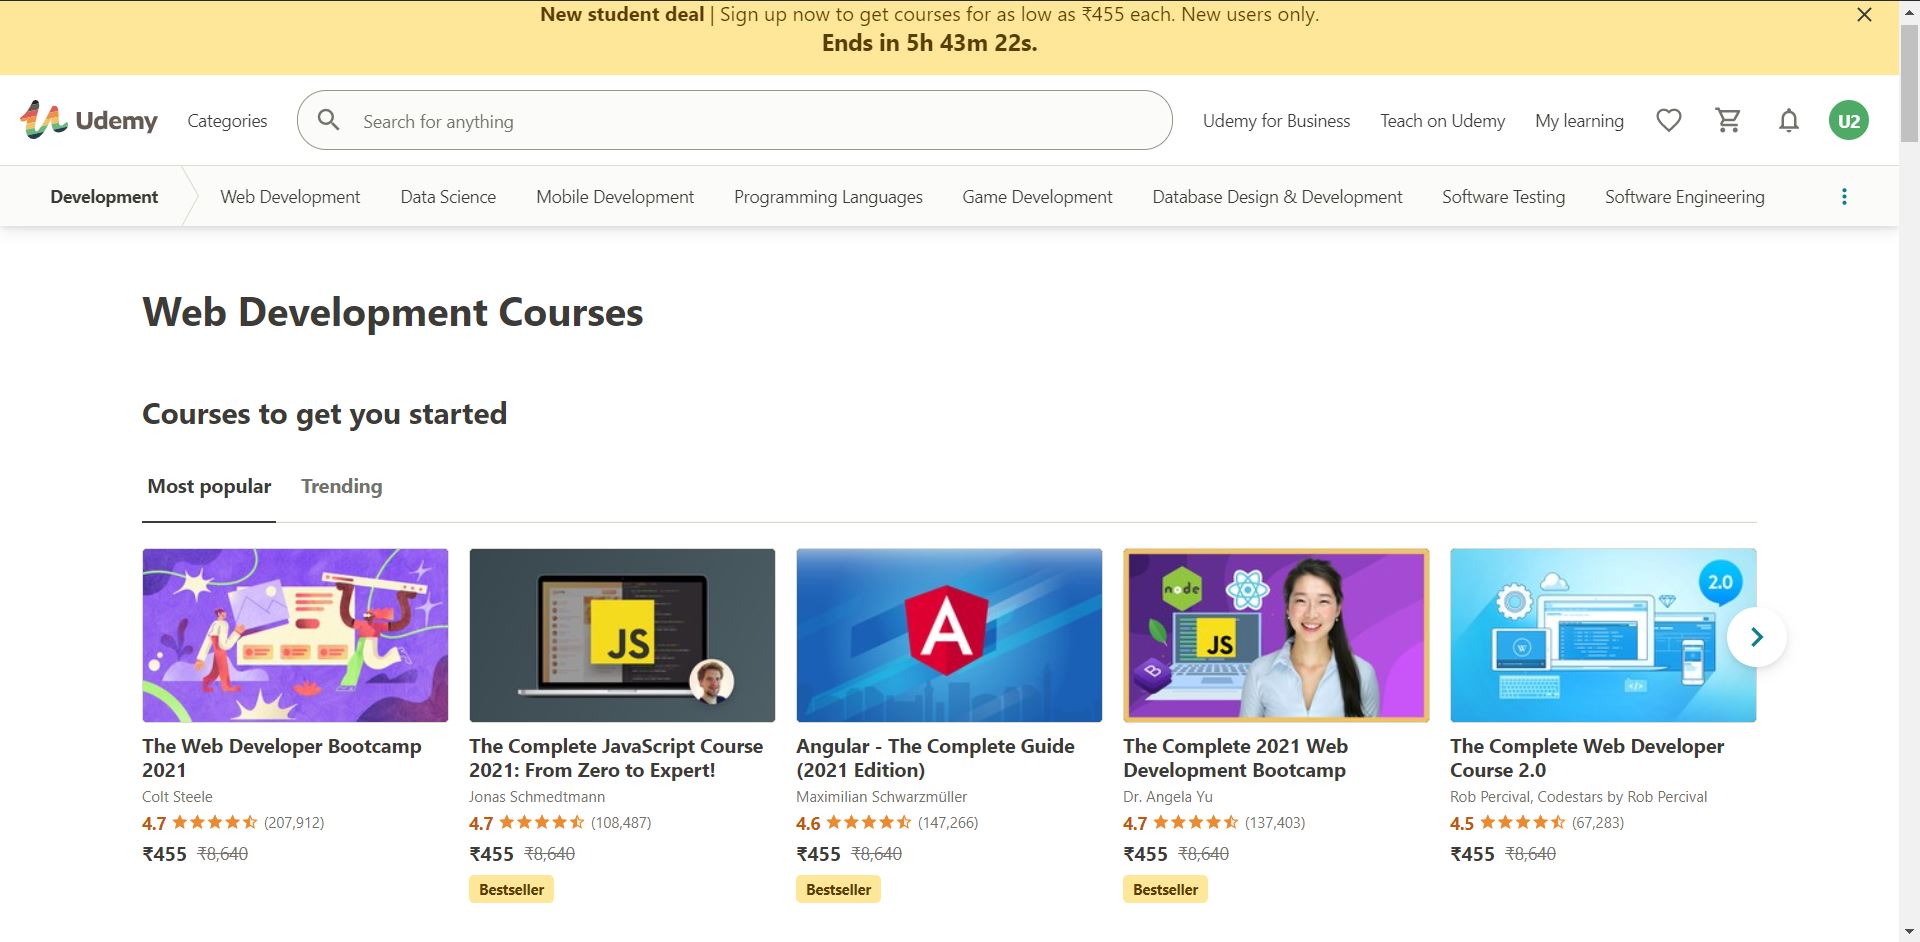 New student deal | Sign up now to get courses for as low as ₹455 each. New users only.
Ends in 5h 43m 22s.
Udemy
Categories
Search for anything
Udemy for Business
Teach on Udemy
My learning
U2
Development
Web Development
Data Science
Mobile Development
Programming Languages
Game Development
Database Design & Development
Software Testing
Software Engineering
Web Development Courses
Courses to get you started
Most popular
Trending
JS
A
node
JS
B
2.0
W
</>
The Web Developer Bootcamp
2021
Colt Steele
4.7 (207,912)
₹455 ₹8,640
The Complete JavaScript Course
2021: From Zero to Expert!
Jonas Schmedtmann
4.7 (108,487)
₹455 ₹8,640
Bestseller
Angular - The Complete Guide
(2021 Edition)
Maximilian Schwarzmüller
4.6 (147,266)
₹455 ₹8,640
Bestseller
The Complete 2021 Web
Development Bootcamp
Dr. Angela Yu
4.7 (137,403)
₹455 ₹8,640
Bestseller
The Complete Web Developer
Course 2.0
Rob Percival, Codestars by Rob Percival
4.5 (67,283)
₹455 ₹8,640